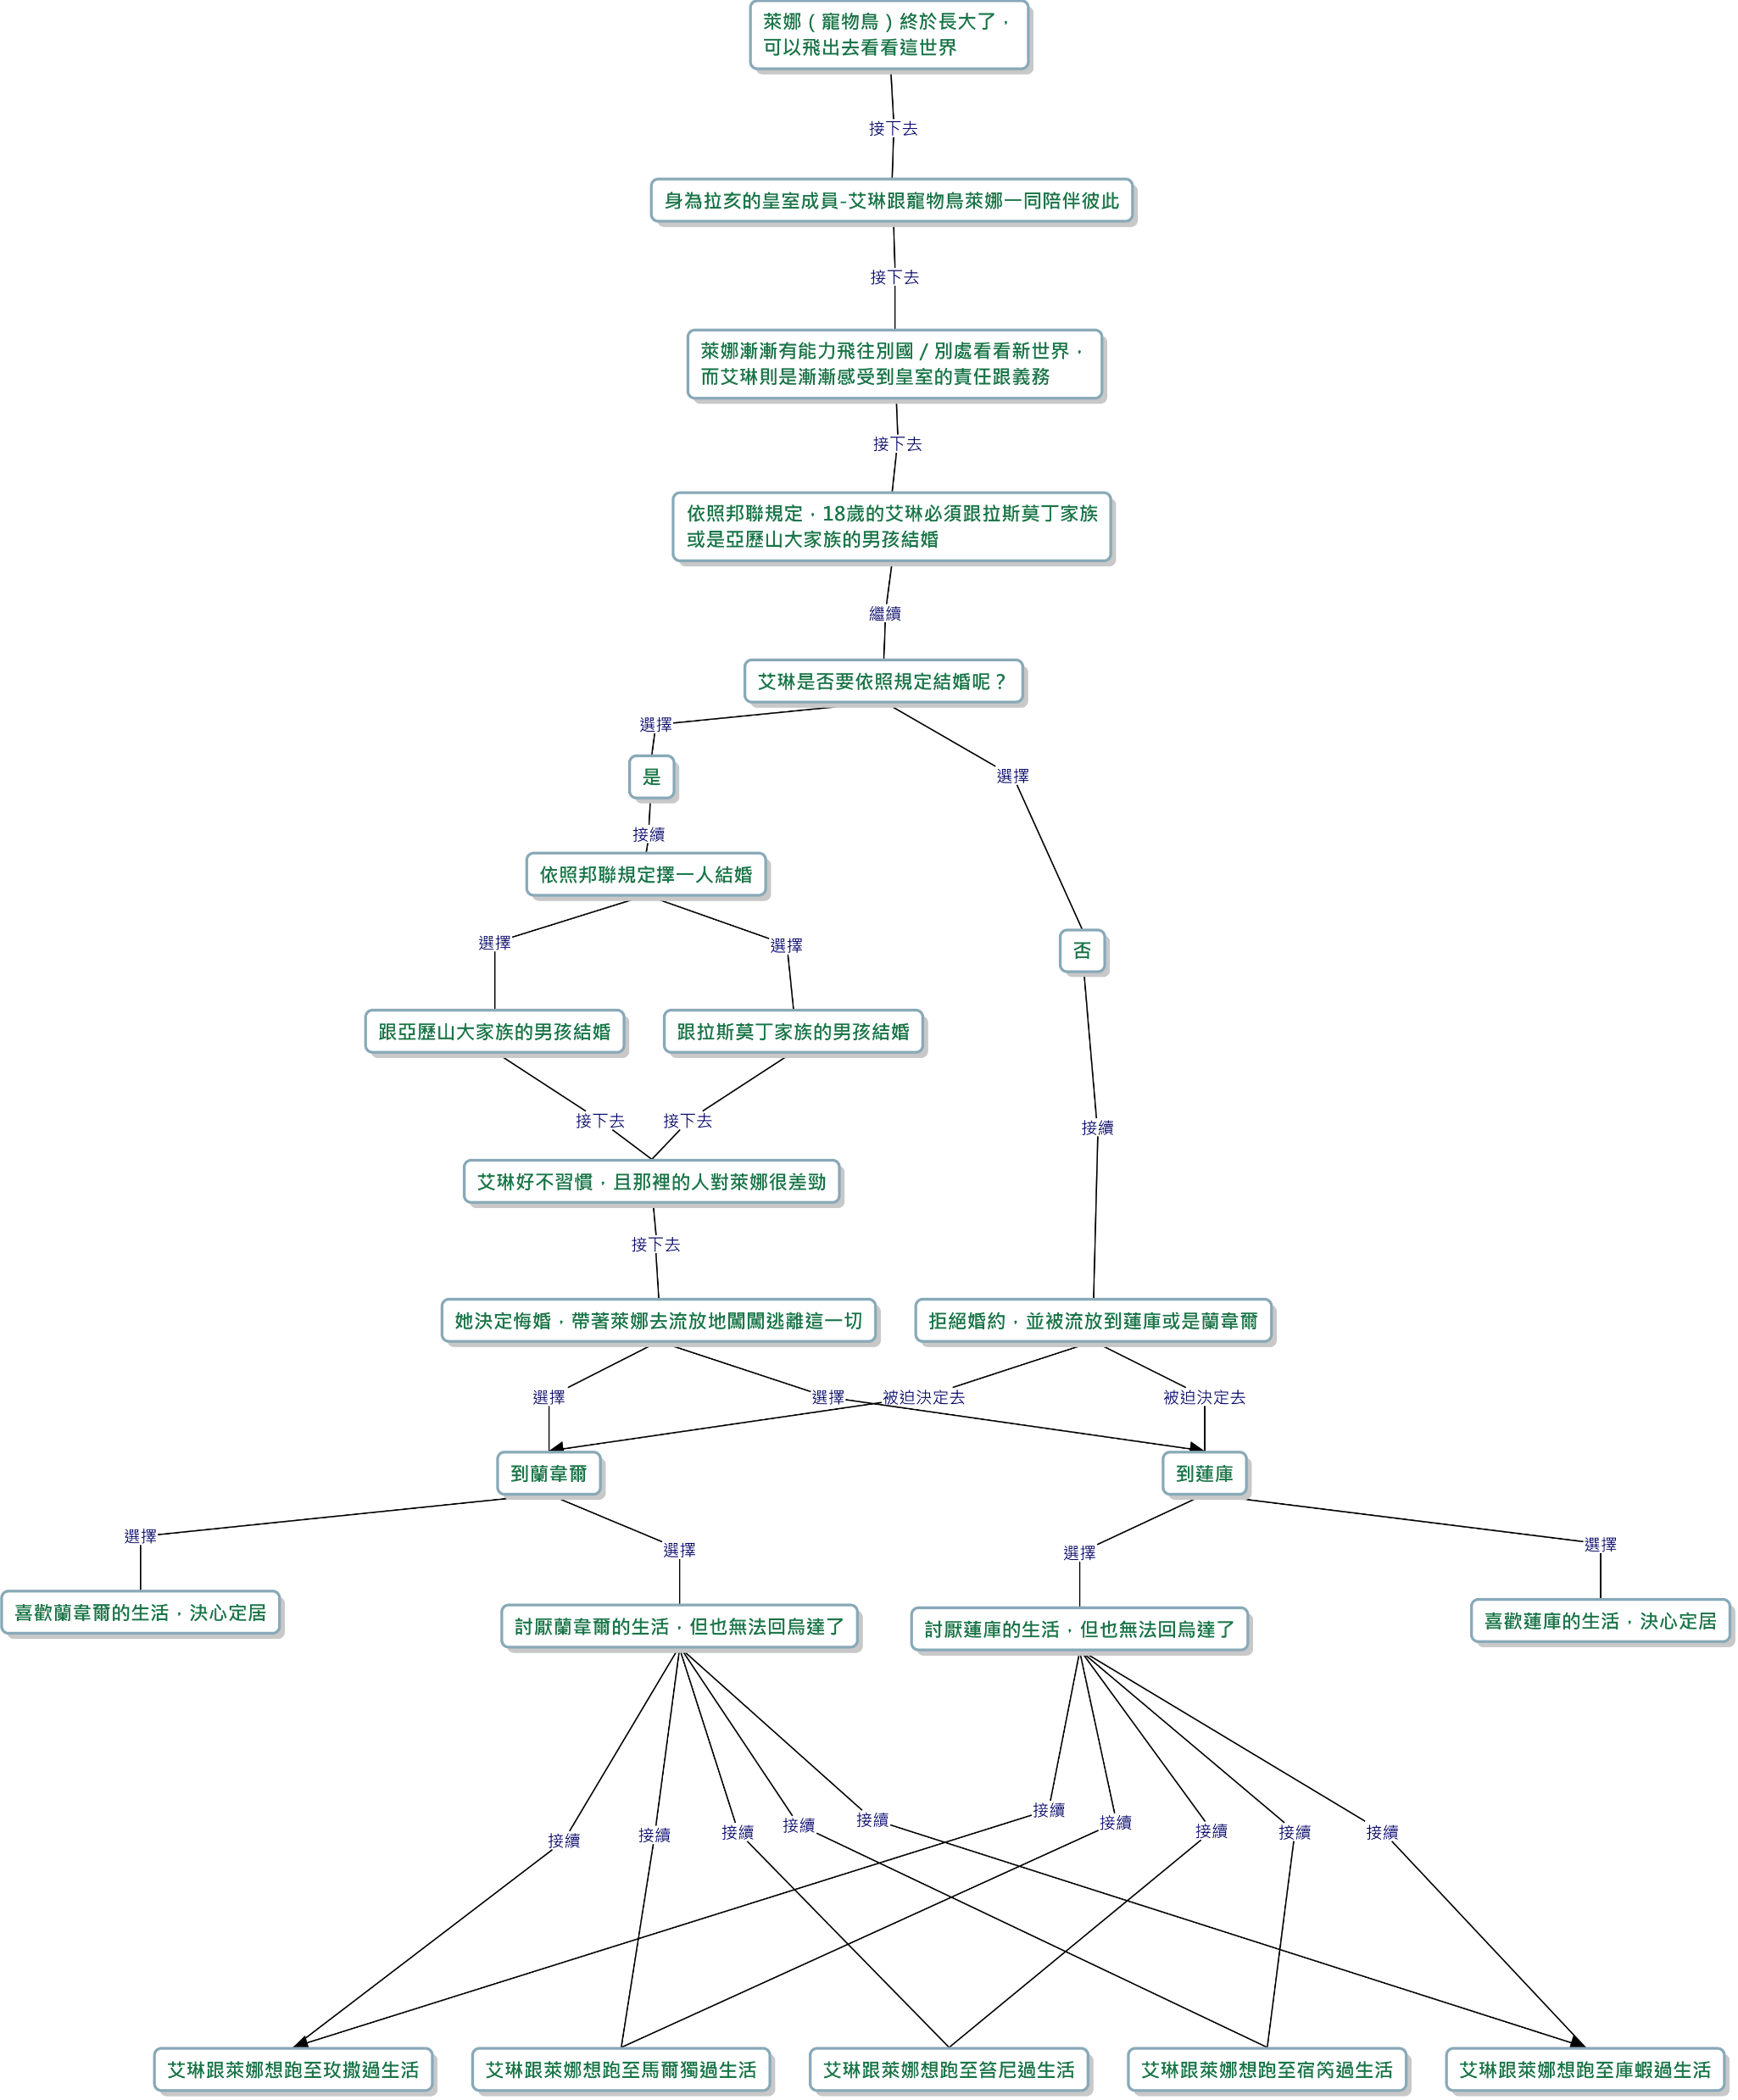 萊娜（寵物鳥）終於長大了，
可以飛出去看看這世界
接下去
身為拉亥的皇室成員-艾琳跟寵物鳥萊娜一同陪伴彼此
接下去
萊娜漸漸有能力飛往別國／別處看看新世界，
而艾琳則是漸漸感受到皇室的責任跟義務
接下去
依照邦聯規定，18歲的艾琳必須跟拉斯莫丁家族
或是亞歷山大家族的男孩結婚
繼續
艾琳是否要依照規定結婚呢？
選擇
選擇
是
接續
依照邦聯規定擇一人結婚
選擇
選擇
否
跟亞歷山大家族的男孩結婚
跟拉斯莫丁家族的男孩結婚
接下去
接下去
接續
艾琳好不習慣，且那裡的人對萊娜很差勁
接下去
她決定悔婚，帶著萊娜去流放地闖闖逃離這一切
拒絕婚約，並被流放到蓮庫或是蘭韋爾
選擇
選擇
被迫決定去
被迫決定去
到蘭韋爾
到蓮庫
選擇
選擇
選擇
選擇
喜歡蘭韋爾的生活，決心定居
討厭蘭韋爾的生活，但也無法回烏達了
討厭蓮庫的生活，但也無法回烏達了
喜歡蓮庫的生活，決心定居
接續
接續
接續
接續
接續
接續
接續
接續
接續
接續
艾琳跟萊娜想跑至玫撒過生活
艾琳跟萊娜想跑至馬爾獨過生活
艾琳跟萊娜想跑至答尼過生活
艾琳跟萊娜想跑至宿笍過生活
艾琳跟萊娜想跑至庫蝦過生活